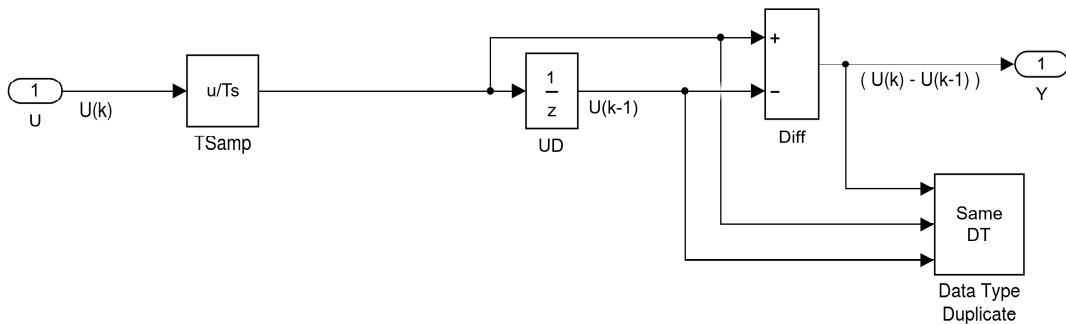 1
U
U(k)
u/Ts
TSamp
1
z
UD
U(k-1)
+
−
Diff
( U(k) - U(k-1) )
1
Y
Same
DT
Data Type
Duplicate